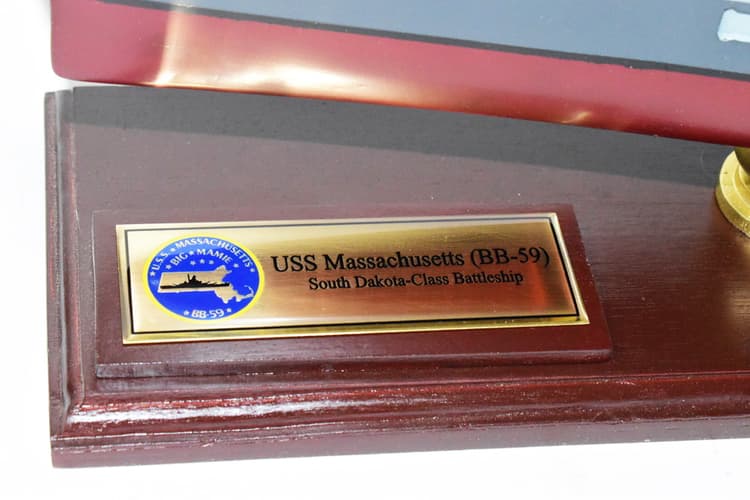 U.S.S. MASSACHUSETTS
BIG MAMIE
BB-59
USS Massachusetts (BB-59)
South Dakota-Class Battleship